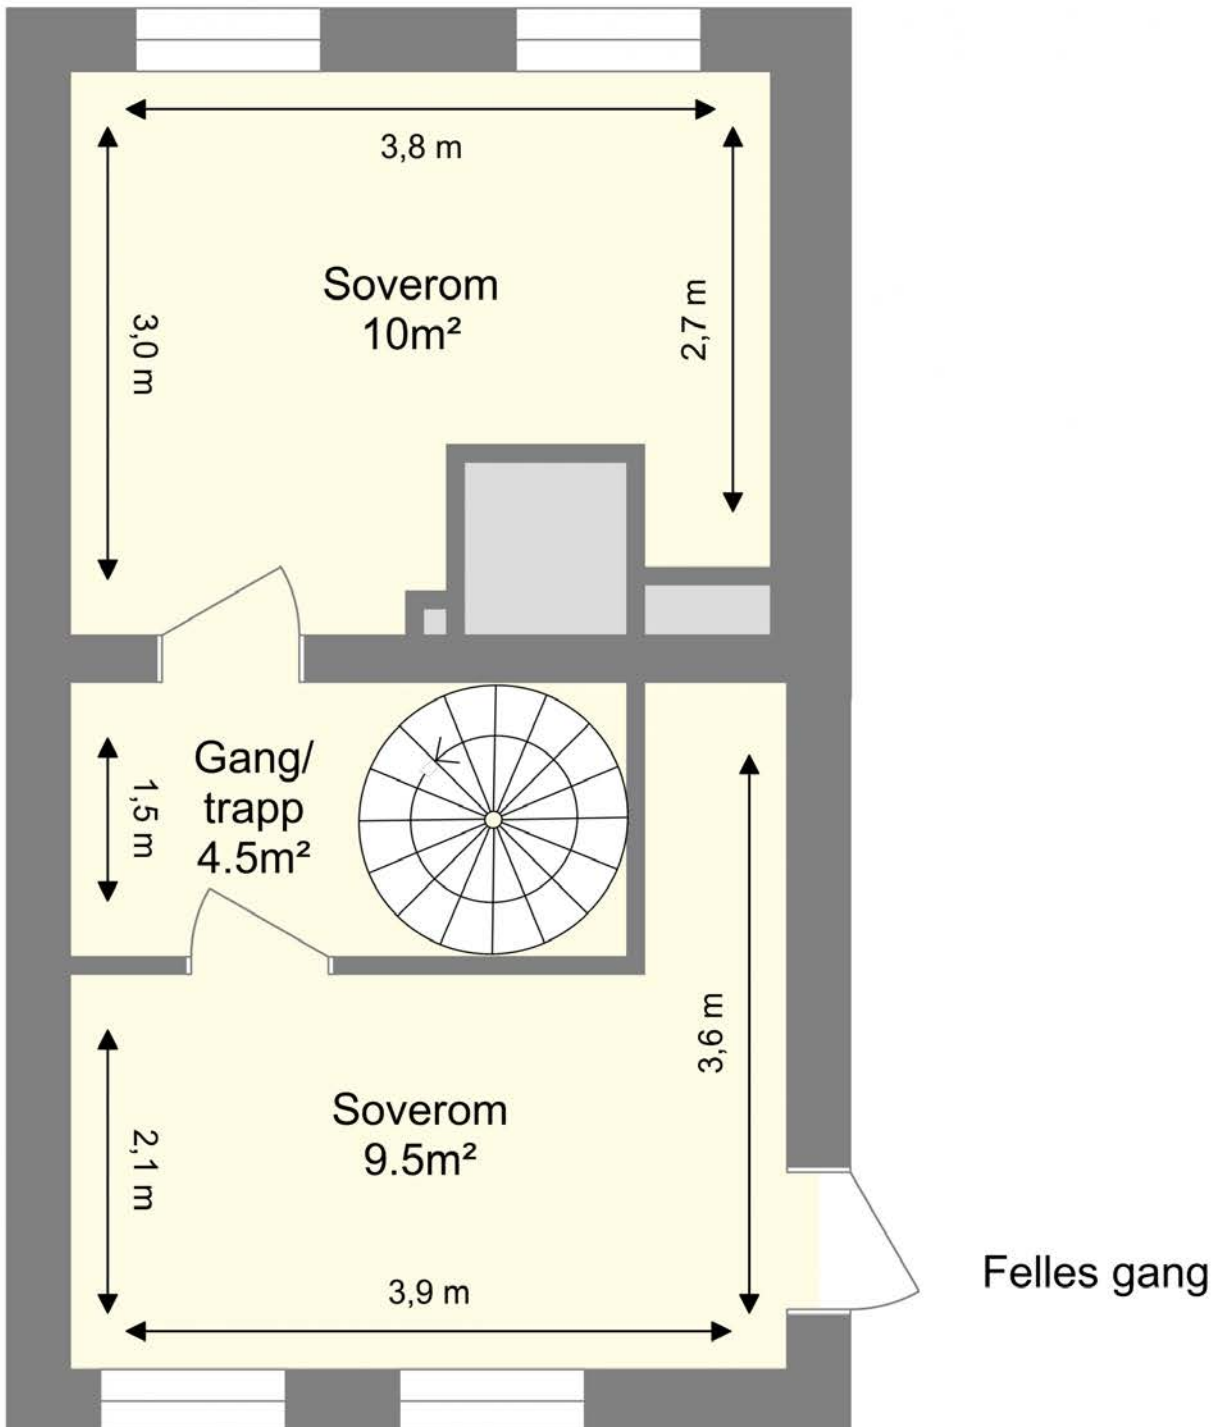 3,8 m
Soverom
10m²
3,0 m
2,7 m
Gang/
trapp
4.5m²
1,5 m
3,6 m
Soverom
9.5m²
2,1 m
3,9 m
Felles gang